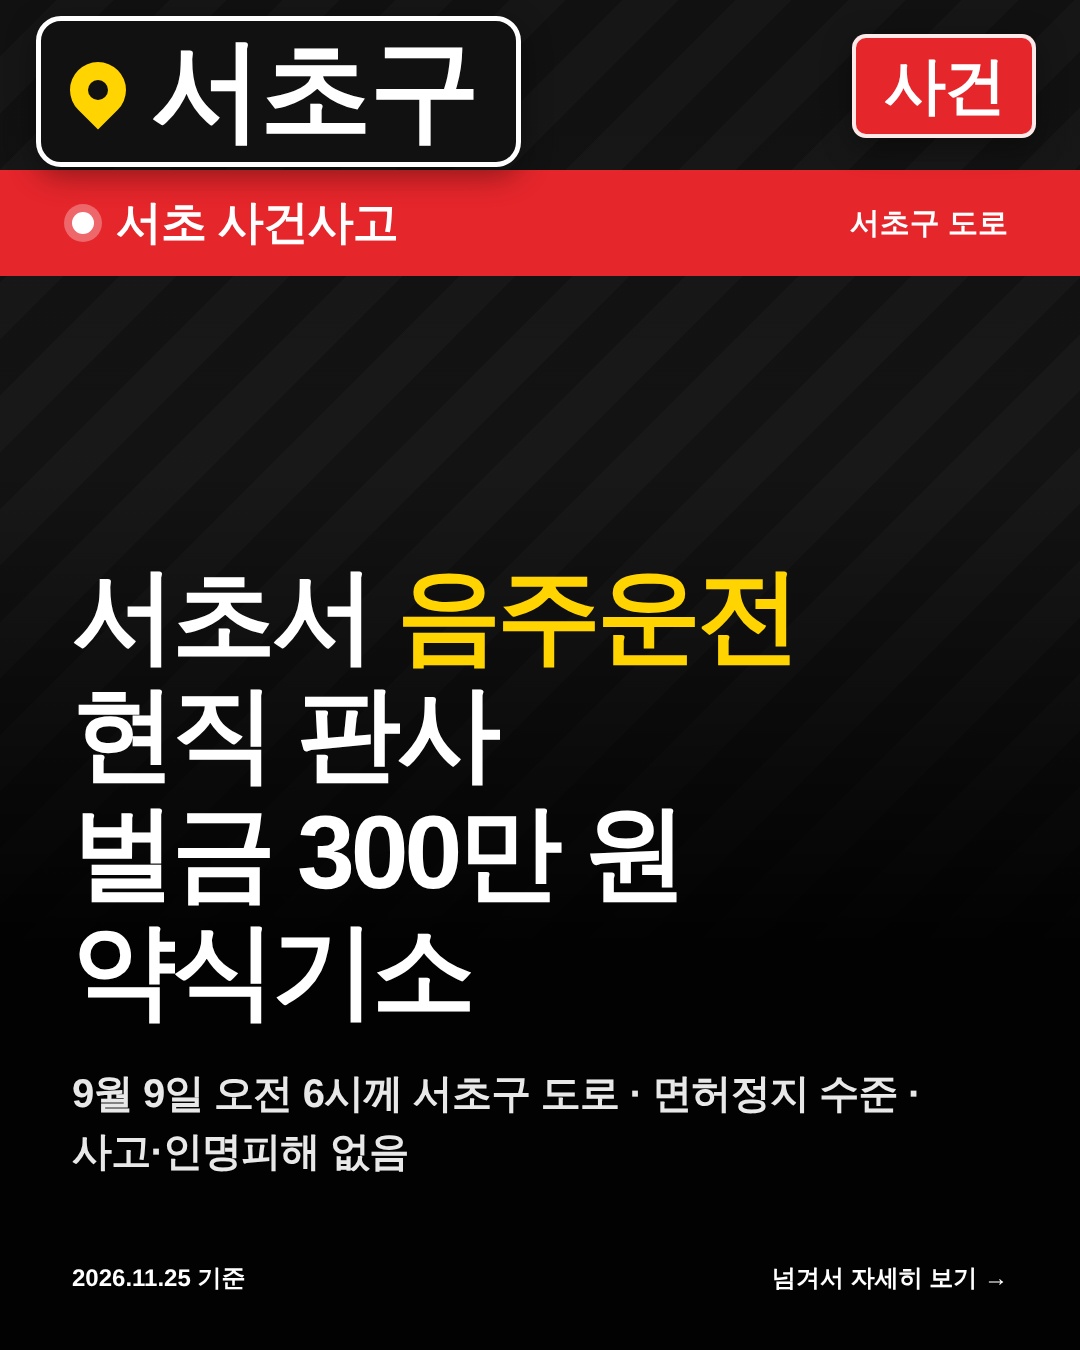 서초구
사건
서초 사건사고
서초구 도로
서초서 음주운전
현직 판사
벌금 300만 원
약식기소
9월 9일 오전 6시께 서초구 도로 · 면허정지 수준 ·
사고·인명피해 없음
2026.11.25 기준
넘겨서 자세히 보기 →